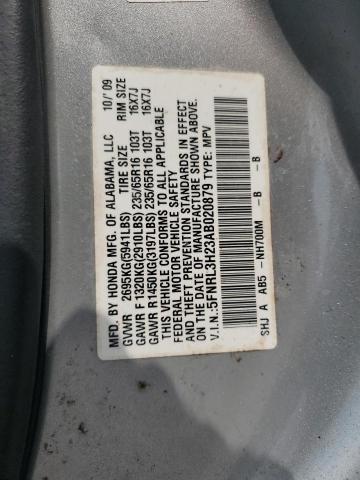 MFD. BY HONDA MFG. OF ALABAMA, LLC 10/'09
GVWR 2695KG(5941LBS) TIRE SIZE RIM SIZE
GAWR F 1320KG(2910LBS) 235/65R16 103T 16X7J
GAWR R1450KG(3197LBS) 235/65R16 103T 16X7J
THIS VEHICLE CONFORMS TO ALL APPLICABLE
FEDERAL MOTOR VEHICLE SAFETY
AND THEFT PREVENTION STANDARDS IN EFFECT
ON THE DATE OF MANUFACTURE SHOWN ABOVE.
V.I.N.:5FNRL3H23AB020879 TYPE: MPV
SHJ A AB5 -NH700M -B -B